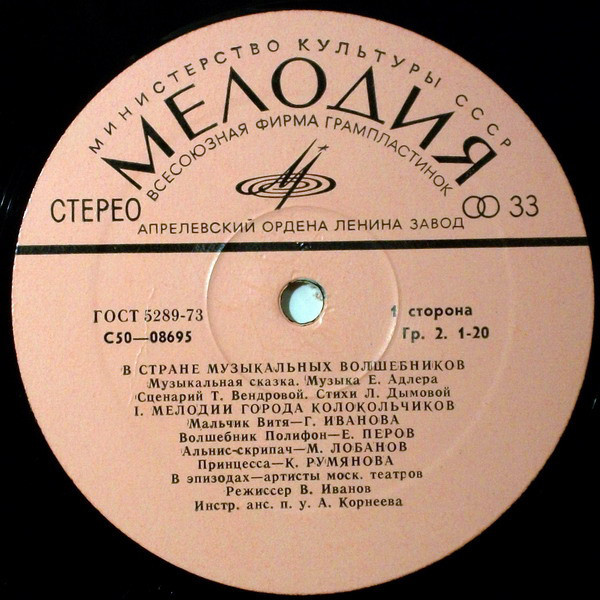 МИНИСТЕРСТВО КУЛЬТУРЫ СССР
МЕЛОДИЯ
ВСЕСОЮЗНАЯ ФИРМА ГРАМПЛАСТИНОК
СТЕРЕО
33
АПРЕЛЕВСКИЙ ОРДЕНА ЛЕНИНА ЗАВОД
ГОСТ 5289-73
1 сторона
С50—08695
Гр. 2. 1-20
В СТРАНЕ МУЗЫКАЛЬНЫХ ВОЛШЕБНИКОВ
Музыкальная сказка. Музыка Е. Адлера
Сценарий Т. Вендровой. Стихи Л. Дымовой
I. МЕЛОДИИ ГОРОДА КОЛОКОЛЬЧИКОВ
Мальчик Витя—Г. ИВАНОВА
Волшебник Полифон—Е. ПЕРОВ
Альнис-скрипач—М. ЛОБАНОВ
Принцесса—К. РУМЯНОВА
В эпизодах—артисты моск. театров
Режиссер В. Иванов
Инстр. анс. п. у. А. Корнеева